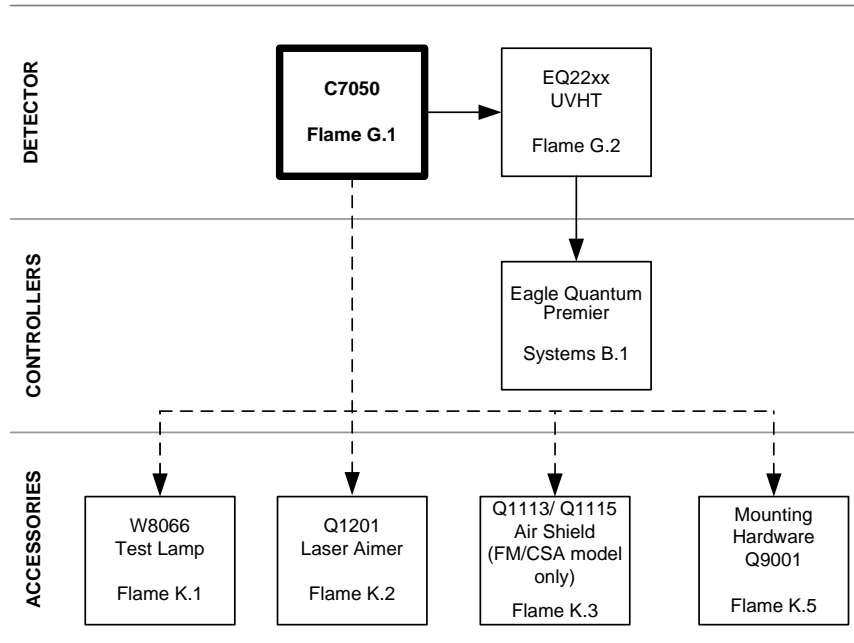 DETECTOR
C7050
Flame G.1
EQ22xx
UVHT
Flame G.2
CONTROLLERS
Eagle Quantum
Premier
Systems B.1
ACCESSORIES
W8066
Test Lamp
Flame K.1
Q1201
Laser Aimer
Flame K.2
Q1113/ Q1115
Air Shield
(FM/CSA model
only)
Flame K.3
Mounting
Hardware
Q9001
Flame K.5